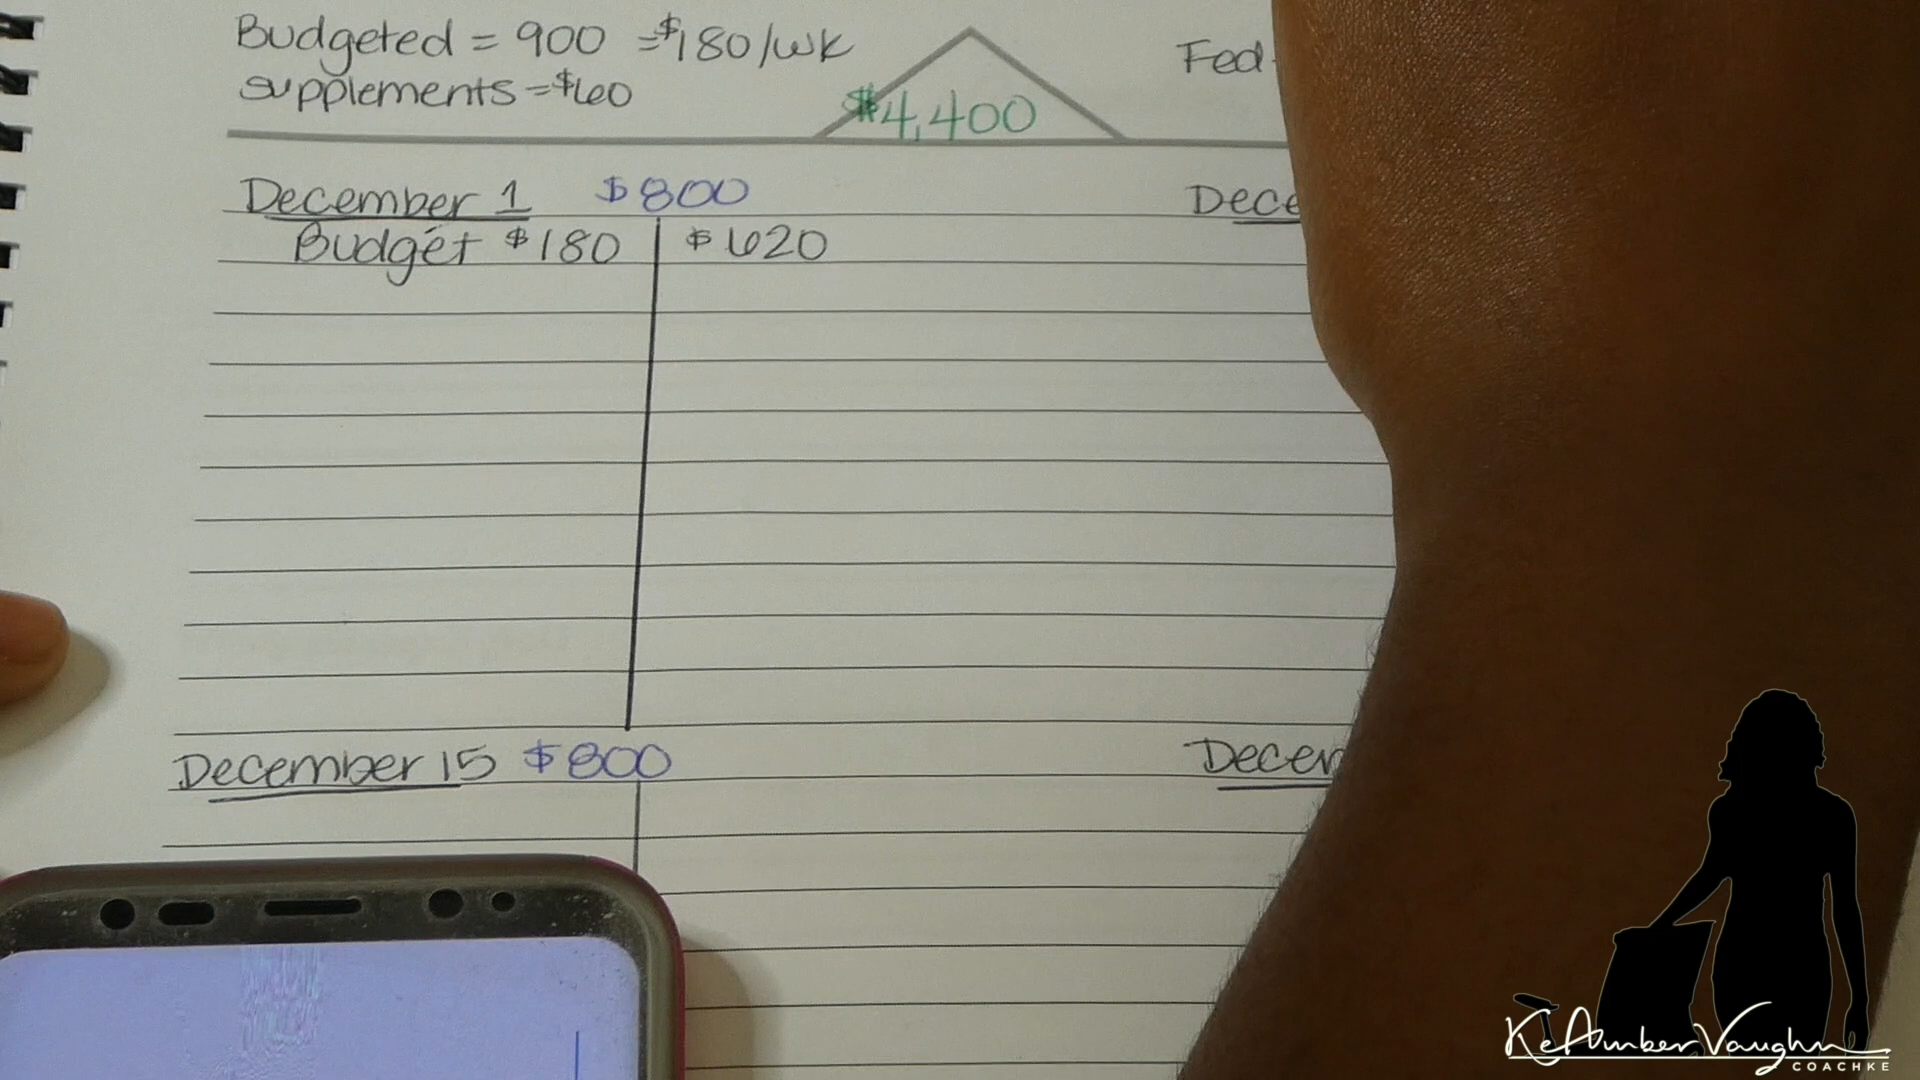 Budgeted = 900 = $180/wk
supplements = $60
$4,400
Fed
December 1 $800
Budget $180 $620
Dece
December 15 $800
Decem
KeAmber Vaughn
COACHKE